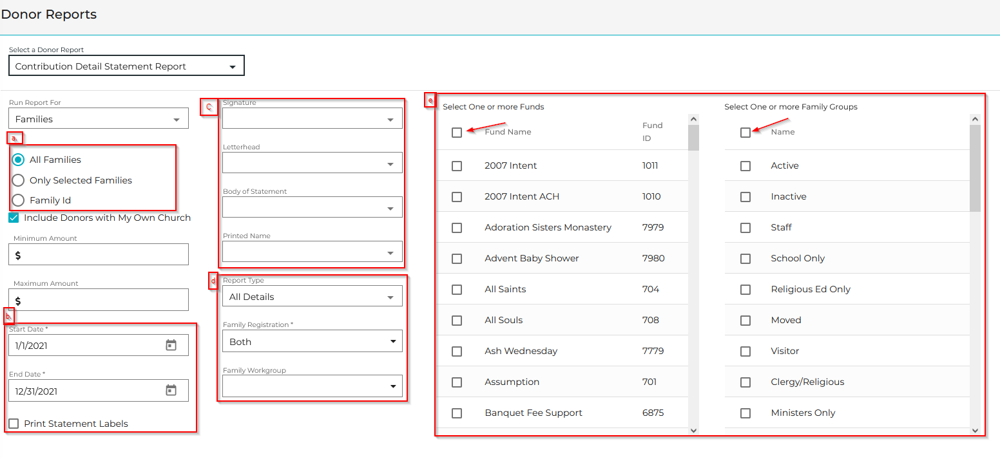 Donor Reports
Select a Donor Report
Contribution Detail Statement Report
Run Report For
Families
a.
All Families
Only Selected Families
Family Id
Include Donors with My Own Church
Minimum Amount
$
Maximum Amount
$
b.
Start Date *
1/1/2021
End Date *
12/31/2021
Print Statement Labels
C.
Signature
Letterhead
Body of Statement
Printed Name
d
Report Type
All Details
Family Registration *
Both
Family Workgroup
e
Select One or more Funds
Fund Name Fund ID
2007 Intent 1011
2007 Intent ACH 1010
Adoration Sisters Monastery 7979
Advent Baby Shower 7980
All Saints 704
All Souls 708
Ash Wednesday 7779
Assumption 701
Banquet Fee Support 6875
Select One or more Family Groups
Name
Active
Inactive
Staff
School Only
Religious Ed Only
Moved
Visitor
Clergy/Religious
Ministers Only